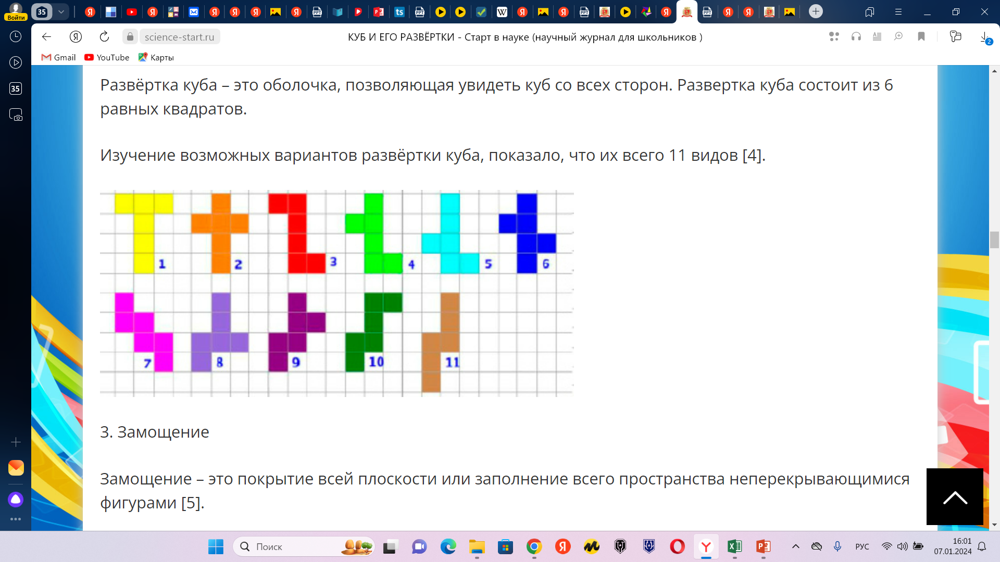 35
Войти
science-start.ru
КУБ И ЕГО РАЗВЁРТКИ - Старт в науке (научный журнал для школьников )
2
Gmail
YouTube
Карты
35
Развёртка куба – это оболочка, позволяющая увидеть куб со всех сторон. Развертка куба состоит из 6
равных квадратов.
Изучение возможных вариантов развёртки куба, показало, что их всего 11 видов [4].
1
2
3
4
5
6
7
8
9
10
11
3. Замощение
Замощение – это покрытие всей плоскости или заполнение всего пространства неперекрывающимися
фигурами [5].
Поиск
РУС
16:01
07.01.2024